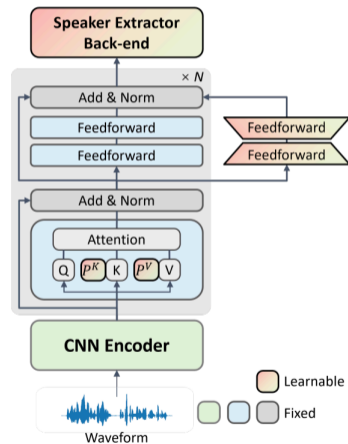 Speaker Extractor
Back-end
× N
Add & Norm
Feedforward
Feedforward
Feedforward
Feedforward
Add & Norm
Attention
Q P^K K P^V V
CNN Encoder
Learnable
Fixed
Waveform